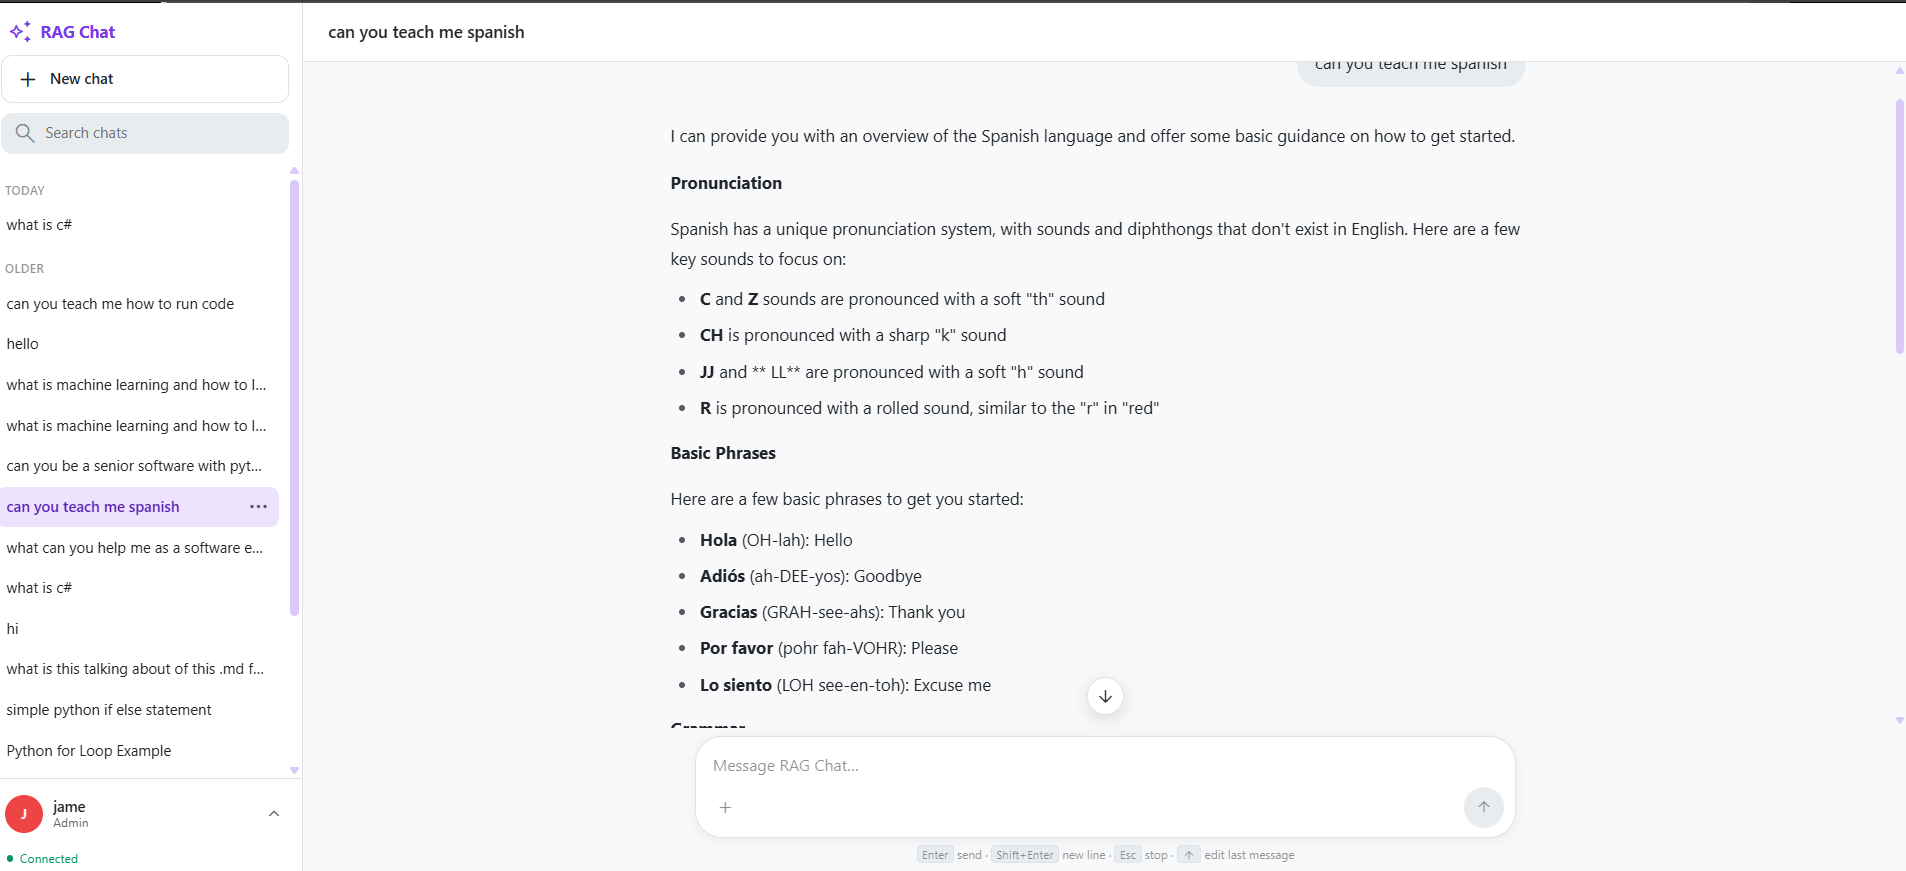 RAG Chat
New chat
Search chats
TODAY
what is c#
OLDER
can you teach me how to run code
hello
what is machine learning and how to l...
what is machine learning and how to l...
can you be a senior software with pyt...
can you teach me spanish
what can you help me as a software e...
what is c#
hi
what is this talking about of this .md f...
simple python if else statement
Python for Loop Example
J
jame
Admin
Connected
can you teach me spanish
can you teach me spanish
I can provide you with an overview of the Spanish language and offer some basic guidance on how to get started.
Pronunciation
Spanish has a unique pronunciation system, with sounds and diphthongs that don't exist in English. Here are a few
key sounds to focus on:
• C and Z sounds are pronounced with a soft "th" sound
• CH is pronounced with a sharp "k" sound
• JJ and ** LL** are pronounced with a soft "h" sound
• R is pronounced with a rolled sound, similar to the "r" in "red"
Basic Phrases
Here are a few basic phrases to get you started:
• Hola (OH-lah): Hello
• Adiós (ah-DEE-yos): Goodbye
• Gracias (GRAH-see-ahs): Thank you
• Por favor (pohr fah-VOHR): Please
• Lo siento (LOH see-en-toh): Excuse me
Grammar
Message RAG Chat...
Enter send · Shift+Enter new line · Esc stop · ↑ edit last message